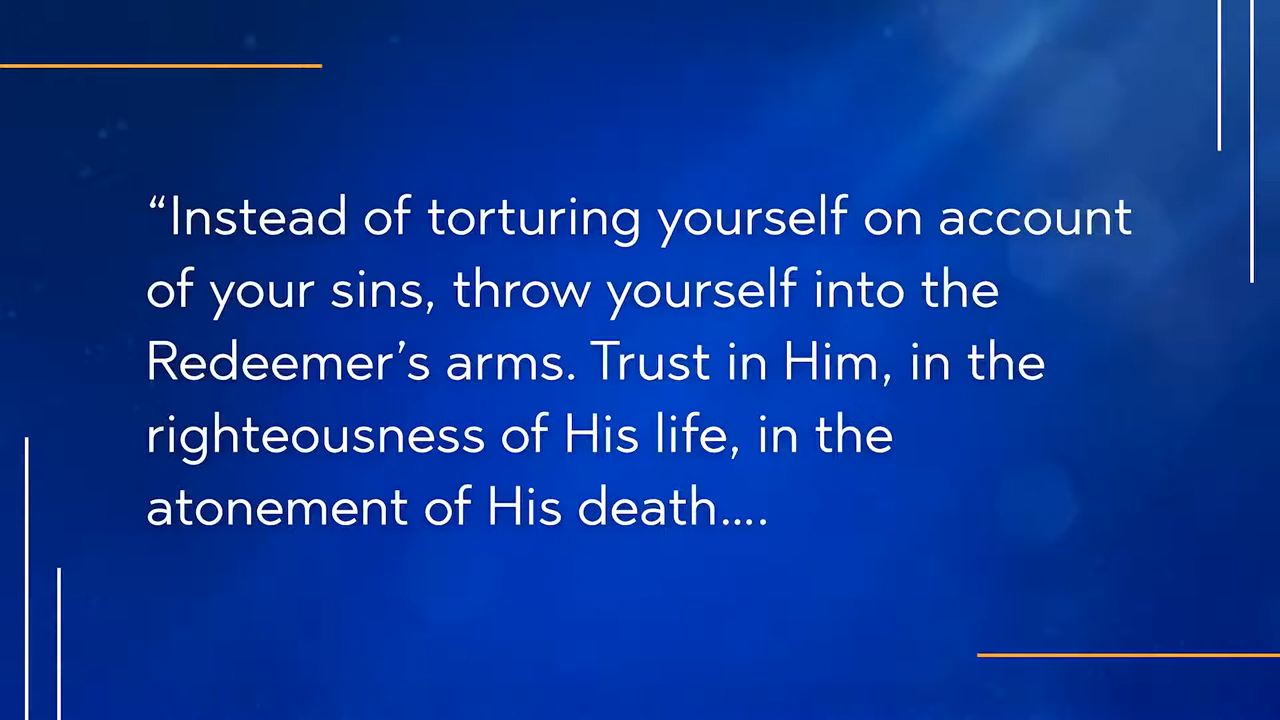 “Instead of torturing yourself on account
of your sins, throw yourself into the
Redeemer’s arms. Trust in Him, in the
righteousness of His life, in the
atonement of His death....